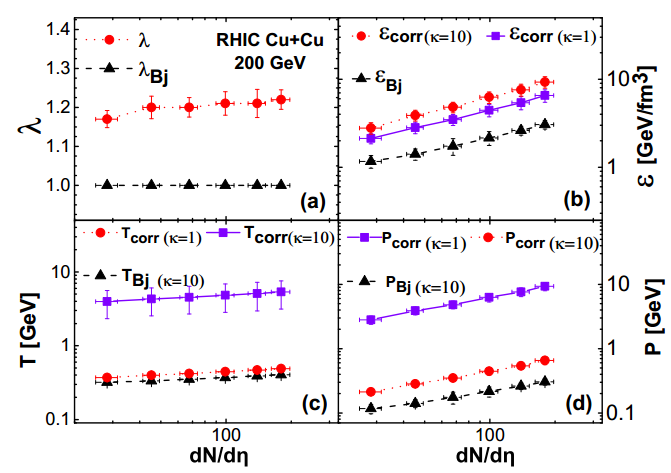 λ
λBj
RHIC Cu+Cu
200 GeV
1.4
1.3
1.2
1.1
1.0
λ
(a)
εcorr (κ=10)
εcorr (κ=1)
εBj
10
1
ε [GeV/fm3]
(b)
Tcorr (κ=1)
Tcorr(κ=10)
TBj (κ=10)
10
1
0.1
T [GeV]
(c)
100
dN/dη
Pcorr (κ=1)
Pcorr (κ=10)
PBj (κ=10)
10
1
0.1
P [GeV]
(d)
100
dN/dη